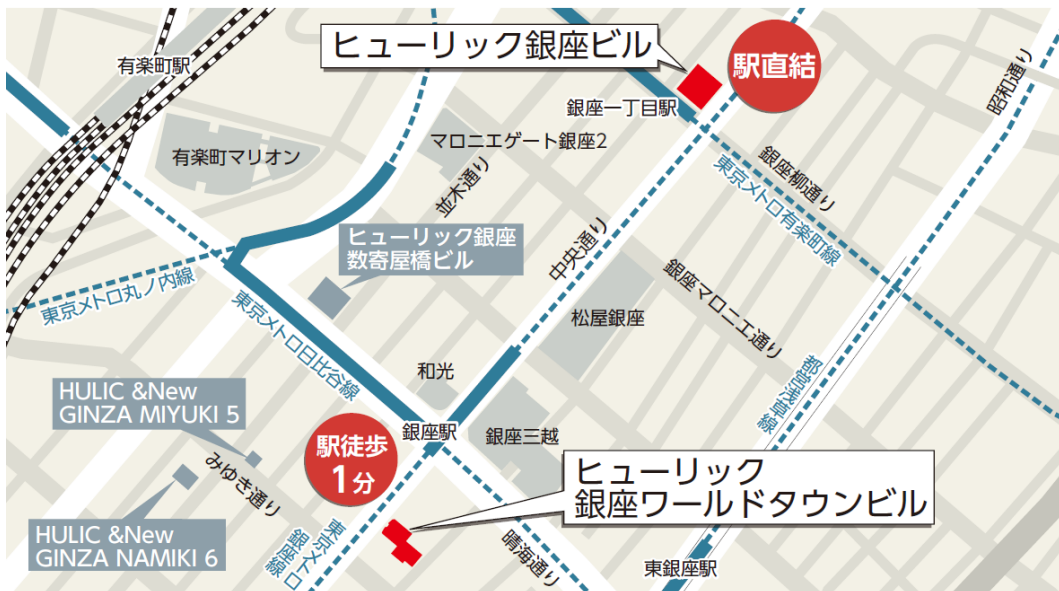 ヒューリック銀座ビル
駅直結
有楽町駅
銀座一丁目駅
昭和通り
マロニエゲート銀座2
有楽町マリオン
並木通り
銀座柳通り
東京メトロ有楽町線
ヒューリック銀座
数寄屋橋ビル
中央通り
東京メトロ丸ノ内線
東京メトロ日比谷線
銀座マロニエ通り
松屋銀座
和光
都営浅草線
HULIC &New
GINZA MIYUKI 5
駅徒歩
1分
銀座駅
銀座三越
みゆき通り
ヒューリック
銀座ワールドタウンビル
HULIC &New
GINZA NAMIKI 6
東京メトロ
銀座線
晴海通り
東銀座駅